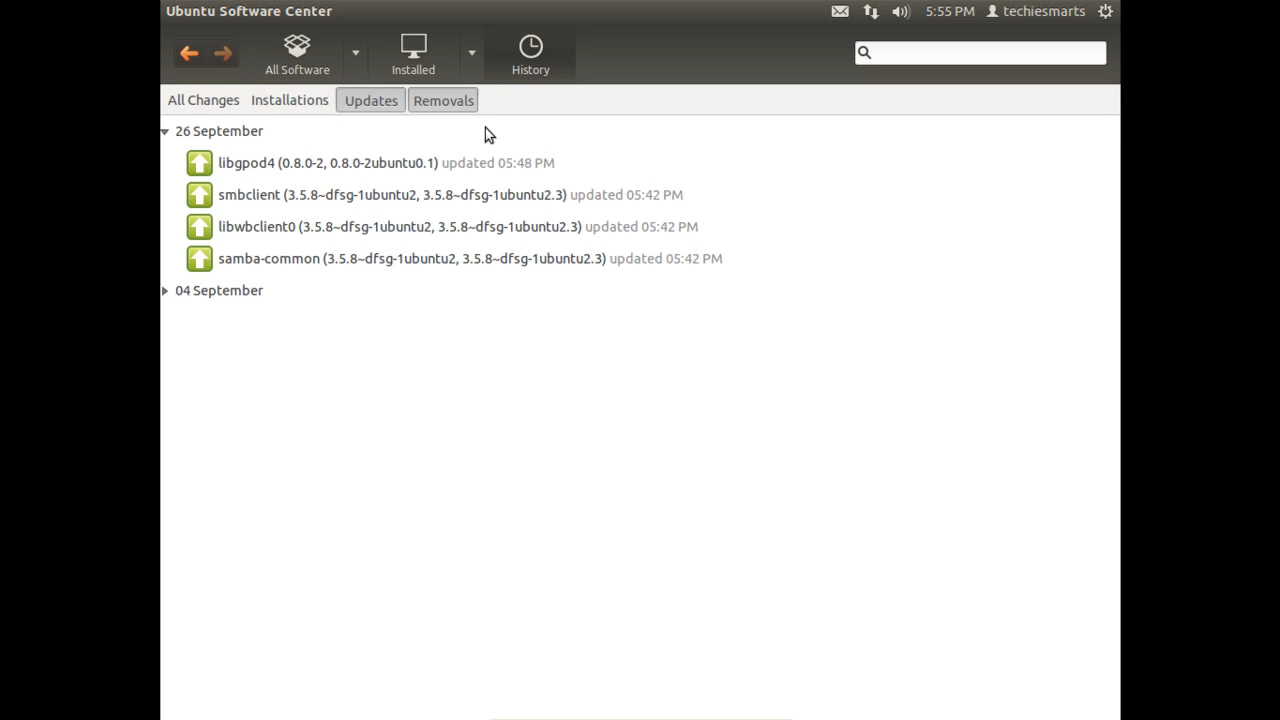 Ubuntu Software Center 5:55 PM techiesmarts
All Software Installed History
All Changes Installations Updates Removals
26 September
libgpod4 (0.8.0-2, 0.8.0-2ubuntu0.1) updated 05:48 PM
smbclient (3.5.8~dfsg-1ubuntu2, 3.5.8~dfsg-1ubuntu2.3) updated 05:42 PM
libwbclient0 (3.5.8~dfsg-1ubuntu2, 3.5.8~dfsg-1ubuntu2.3) updated 05:42 PM
samba-common (3.5.8~dfsg-1ubuntu2, 3.5.8~dfsg-1ubuntu2.3) updated 05:42 PM
04 September